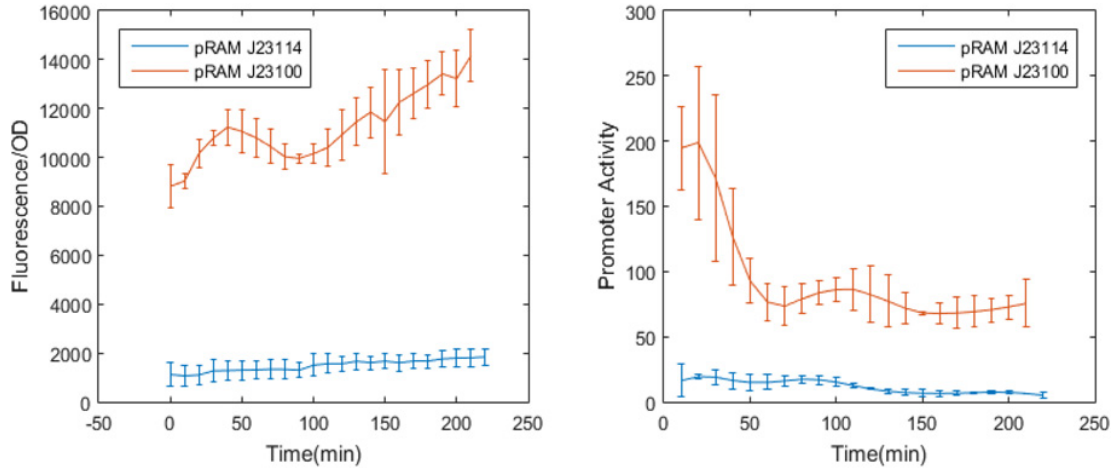 16000
14000
12000
10000
8000
6000
4000
2000
0
Fluorescence/OD
pRAM J23114
pRAM J23100
-50 0 50 100 150 200 250
Time(min)
300
250
200
150
100
50
0
Promoter Activity
pRAM J23114
pRAM J23100
0 50 100 150 200 250
Time(min)